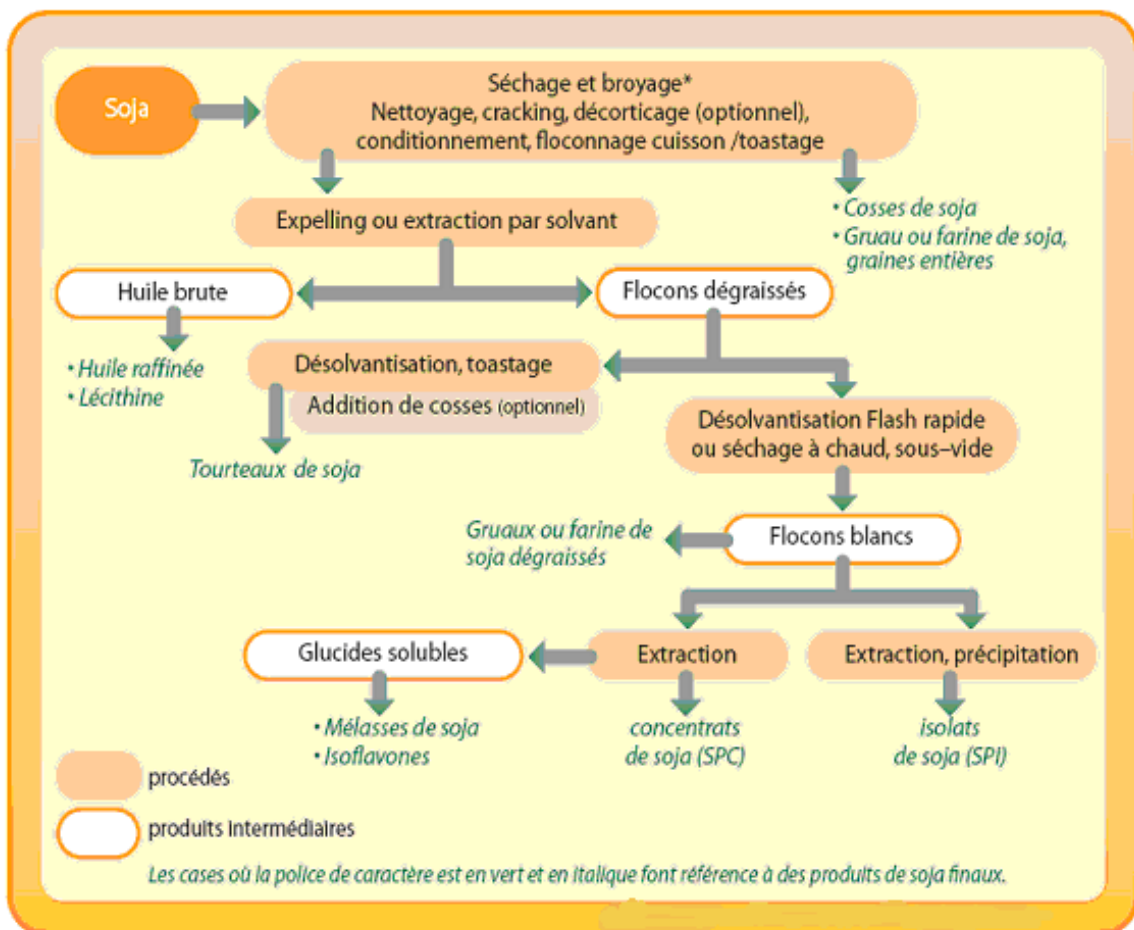 Soja
Séchage et broyage*
Nettoyage, cracking, décorticage (optionnel),
conditionnement, floconnage cuisson /toastage
• Cosses de soja
• Gruau ou farine de soja,
graines entières
Expelling ou extraction par solvant
Huile brute
Flocons dégraissés
• Huile raffinée
• Lécithine
Désolvantisation, toastage
Addition de cosses (optionnel)
Tourteaux de soja
Désolvantisation Flash rapide
ou séchage à chaud, sous–vide
Gruaux ou farine de
soja dégraissés
Flocons blancs
Glucides solubles
Extraction
Extraction, précipitation
• Mélasses de soja
• Isoflavones
concentrats
de soja (SPC)
isolats
de soja (SPI)
procédés
produits intermédiaires
Les cases où la police de caractère est en vert et en italique font référence à des produits de soja finaux.